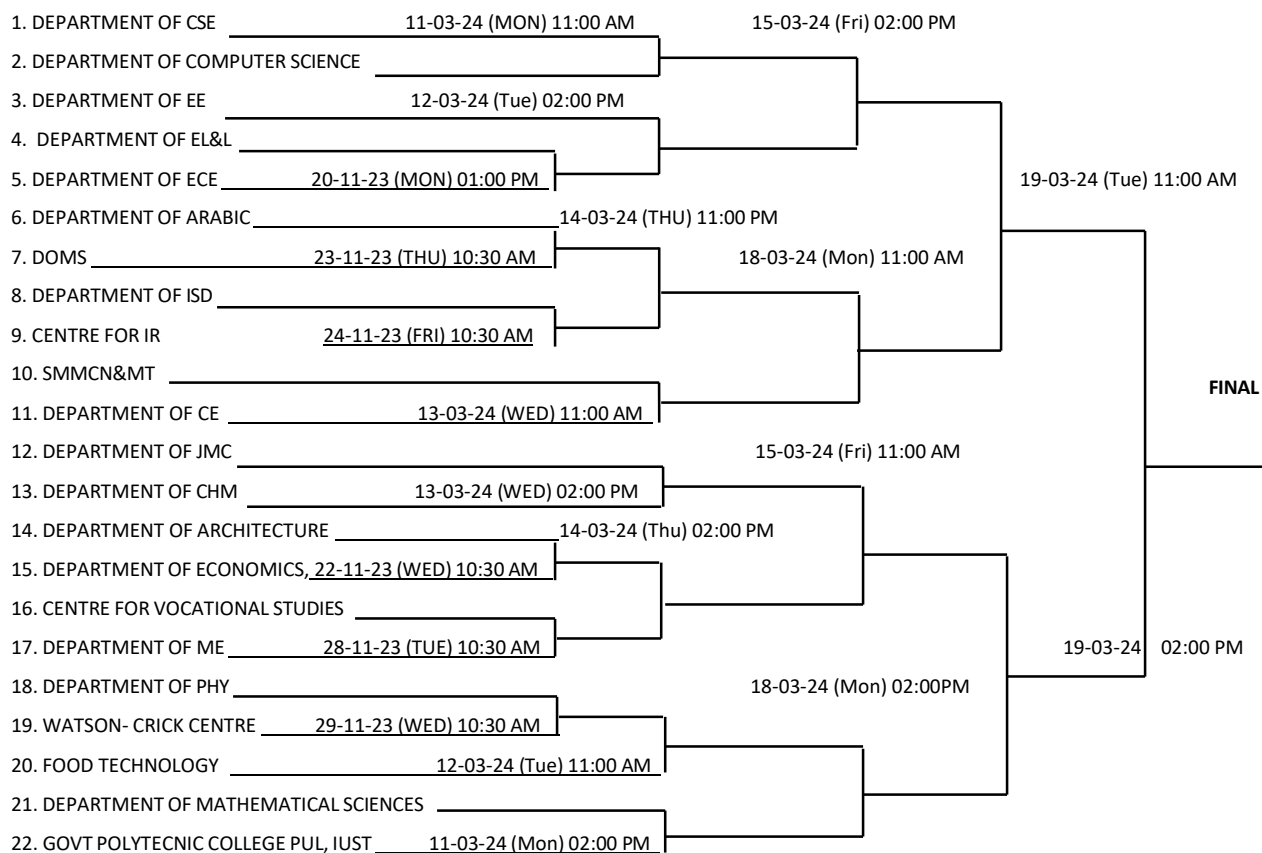 1. DEPARTMENT OF CSE 11-03-24 (MON) 11:00 AM 15-03-24 (Fri) 02:00 PM
2. DEPARTMENT OF COMPUTER SCIENCE
3. DEPARTMENT OF EE 12-03-24 (Tue) 02:00 PM
4. DEPARTMENT OF EL&L
5. DEPARTMENT OF ECE 20-11-23 (MON) 01:00 PM 19-03-24 (Tue) 11:00 AM
6. DEPARTMENT OF ARABIC 14-03-24 (THU) 11:00 PM
7. DOMS 23-11-23 (THU) 10:30 AM 18-03-24 (Mon) 11:00 AM
8. DEPARTMENT OF ISD
9. CENTRE FOR IR 24-11-23 (FRI) 10:30 AM
10. SMMCN&MT
FINAL
11. DEPARTMENT OF CE 13-03-24 (WED) 11:00 AM
12. DEPARTMENT OF JMC 15-03-24 (Fri) 11:00 AM
13. DEPARTMENT OF CHM 13-03-24 (WED) 02:00 PM
14. DEPARTMENT OF ARCHITECTURE 14-03-24 (Thu) 02:00 PM
15. DEPARTMENT OF ECONOMICS, 22-11-23 (WED) 10:30 AM
16. CENTRE FOR VOCATIONAL STUDIES
17. DEPARTMENT OF ME 28-11-23 (TUE) 10:30 AM 19-03-24 02:00 PM
18. DEPARTMENT OF PHY 18-03-24 (Mon) 02:00PM
19. WATSON- CRICK CENTRE 29-11-23 (WED) 10:30 AM
20. FOOD TECHNOLOGY 12-03-24 (Tue) 11:00 AM
21. DEPARTMENT OF MATHEMATICAL SCIENCES
22. GOVT POLYTECNIC COLLEGE PUL, IUST 11-03-24 (Mon) 02:00 PM